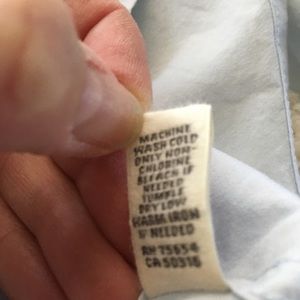 MACHINE
WASH COLD
ONLY NON-
CHLORINE
BLEACH IF
NEEDED
TUMBLE
DRY LOW
WARM IRON
IF NEEDED
RN 75654
CA 50316